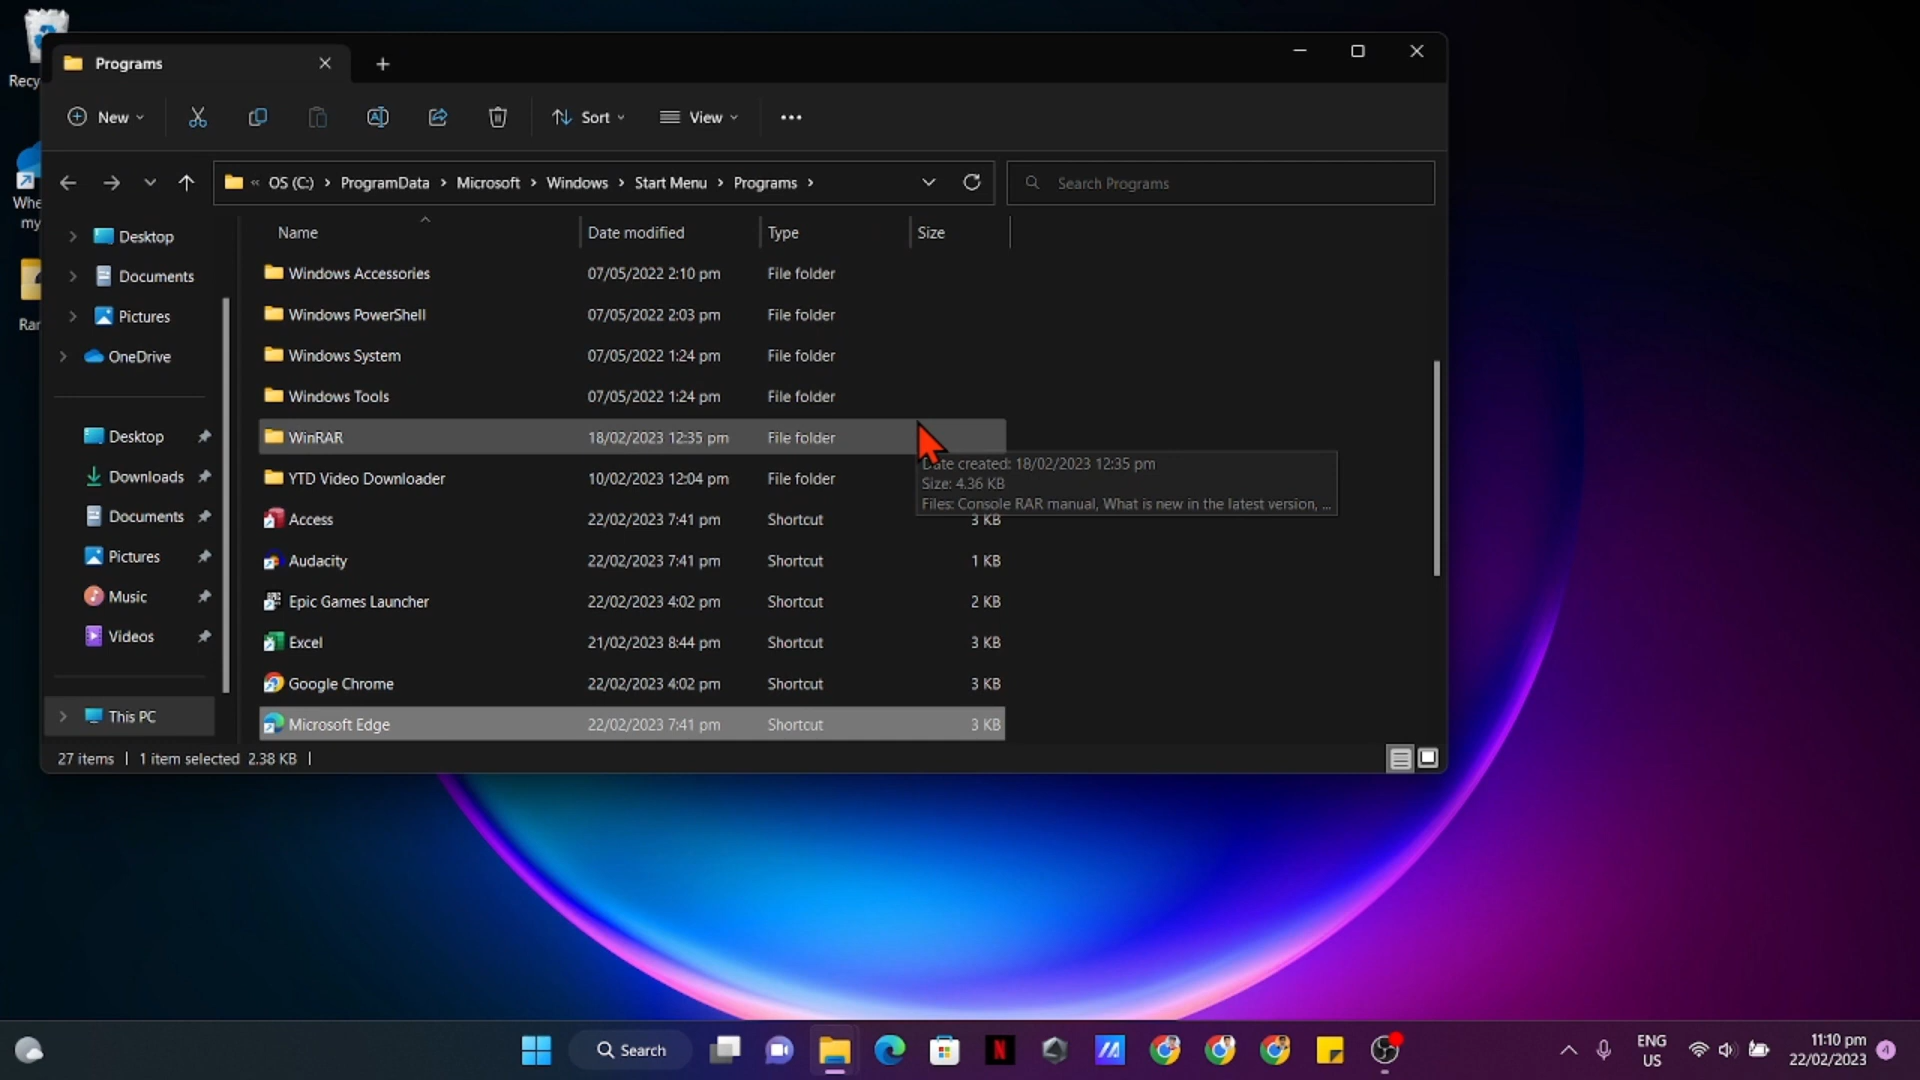 Recy
Whe
my
Rar
Programs
New
Sort
View
« OS (C:) › ProgramData › Microsoft › Windows › Start Menu › Programs ›
Search Programs
Desktop
Documents
Pictures
OneDrive
Desktop
Downloads
Documents
Pictures
Music
Videos
This PC
Name Date modified Type Size
Windows Accessories 07/05/2022 2:10 pm File folder
Windows PowerShell 07/05/2022 2:03 pm File folder
Windows System 07/05/2022 1:24 pm File folder
Windows Tools 07/05/2022 1:24 pm File folder
WinRAR 18/02/2023 12:35 pm File folder
YTD Video Downloader 10/02/2023 12:04 pm File folder
Date created: 18/02/2023 12:35 pm
Size: 4.36 KB
Files: Console RAR manual, What is new in the latest version, ...
Access 22/02/2023 7:41 pm Shortcut 3 KB
Audacity 22/02/2023 7:41 pm Shortcut 1 KB
Epic Games Launcher 22/02/2023 4:02 pm Shortcut 2 KB
Excel 21/02/2023 8:44 pm Shortcut 3 KB
Google Chrome 22/02/2023 4:02 pm Shortcut 3 KB
Microsoft Edge 22/02/2023 7:41 pm Shortcut 3 KB
27 items | 1 item selected 2.38 KB |
Search
N
ENG
US
11:10 pm
22/02/2023
4